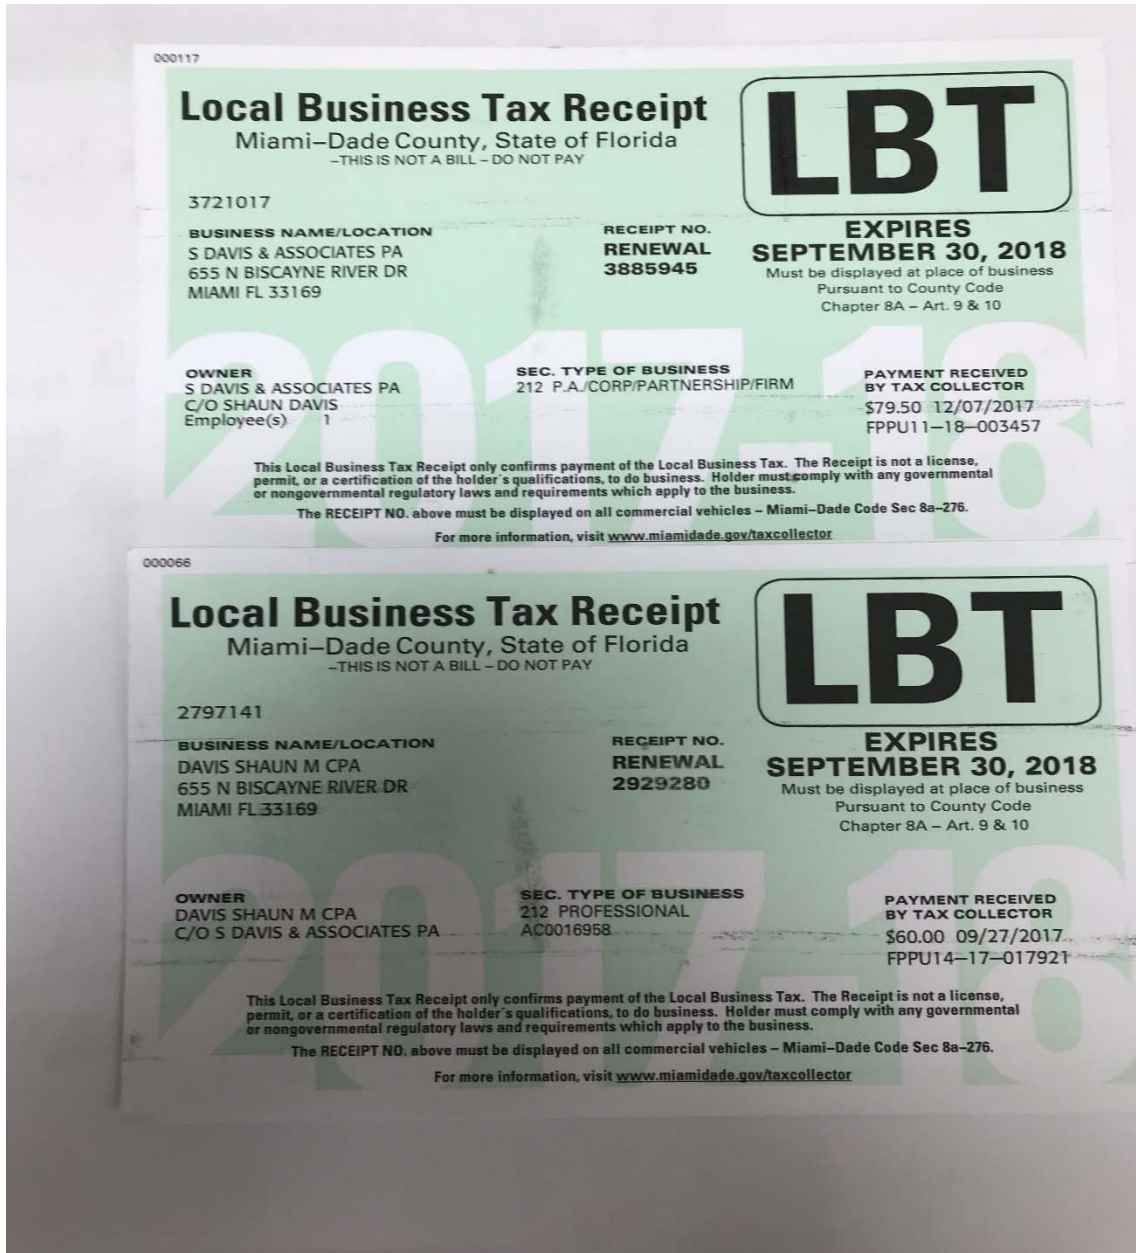 000117
Local Business Tax Receipt
Miami–Dade County, State of Florida
–THIS IS NOT A BILL – DO NOT PAY
LBT
3721017
BUSINESS NAME/LOCATION
S DAVIS & ASSOCIATES PA
655 N BISCAYNE RIVER DR
MIAMI FL 33169
RECEIPT NO.
RENEWAL
3885945
EXPIRES
SEPTEMBER 30, 2018
Must be displayed at place of business
Pursuant to County Code
Chapter 8A – Art. 9 & 10
2017-18
OWNER
S DAVIS & ASSOCIATES PA
C/O SHAUN DAVIS
Employee(s) 1
SEC. TYPE OF BUSINESS
212 P.A./CORP/PARTNERSHIP/FIRM
PAYMENT RECEIVED
BY TAX COLLECTOR
$79.50 12/07/2017
FPPU11–18–003457
This Local Business Tax Receipt only confirms payment of the Local Business Tax. The Receipt is not a license,
permit, or a certification of the holder's qualifications, to do business. Holder must comply with any governmental
or nongovernmental regulatory laws and requirements which apply to the business.
The RECEIPT NO. above must be displayed on all commercial vehicles – Miami–Dade Code Sec 8a–276.
For more information, visit www.miamidade.gov/taxcollector
000066
Local Business Tax Receipt
Miami–Dade County, State of Florida
–THIS IS NOT A BILL – DO NOT PAY
LBT
2797141
BUSINESS NAME/LOCATION
DAVIS SHAUN M CPA
655 N BISCAYNE RIVER DR
MIAMI FL 33169
RECEIPT NO.
RENEWAL
2929280
EXPIRES
SEPTEMBER 30, 2018
Must be displayed at place of business
Pursuant to County Code
Chapter 8A – Art. 9 & 10
2017-18
OWNER
DAVIS SHAUN M CPA
C/O S DAVIS & ASSOCIATES PA
SEC. TYPE OF BUSINESS
212 PROFESSIONAL
AC0016958
PAYMENT RECEIVED
BY TAX COLLECTOR
$60.00 09/27/2017
FPPU14–17–017921
This Local Business Tax Receipt only confirms payment of the Local Business Tax. The Receipt is not a license,
permit, or a certification of the holder's qualifications, to do business. Holder must comply with any governmental
or nongovernmental regulatory laws and requirements which apply to the business.
The RECEIPT NO. above must be displayed on all commercial vehicles – Miami–Dade Code Sec 8a–276.
For more information, visit www.miamidade.gov/taxcollector